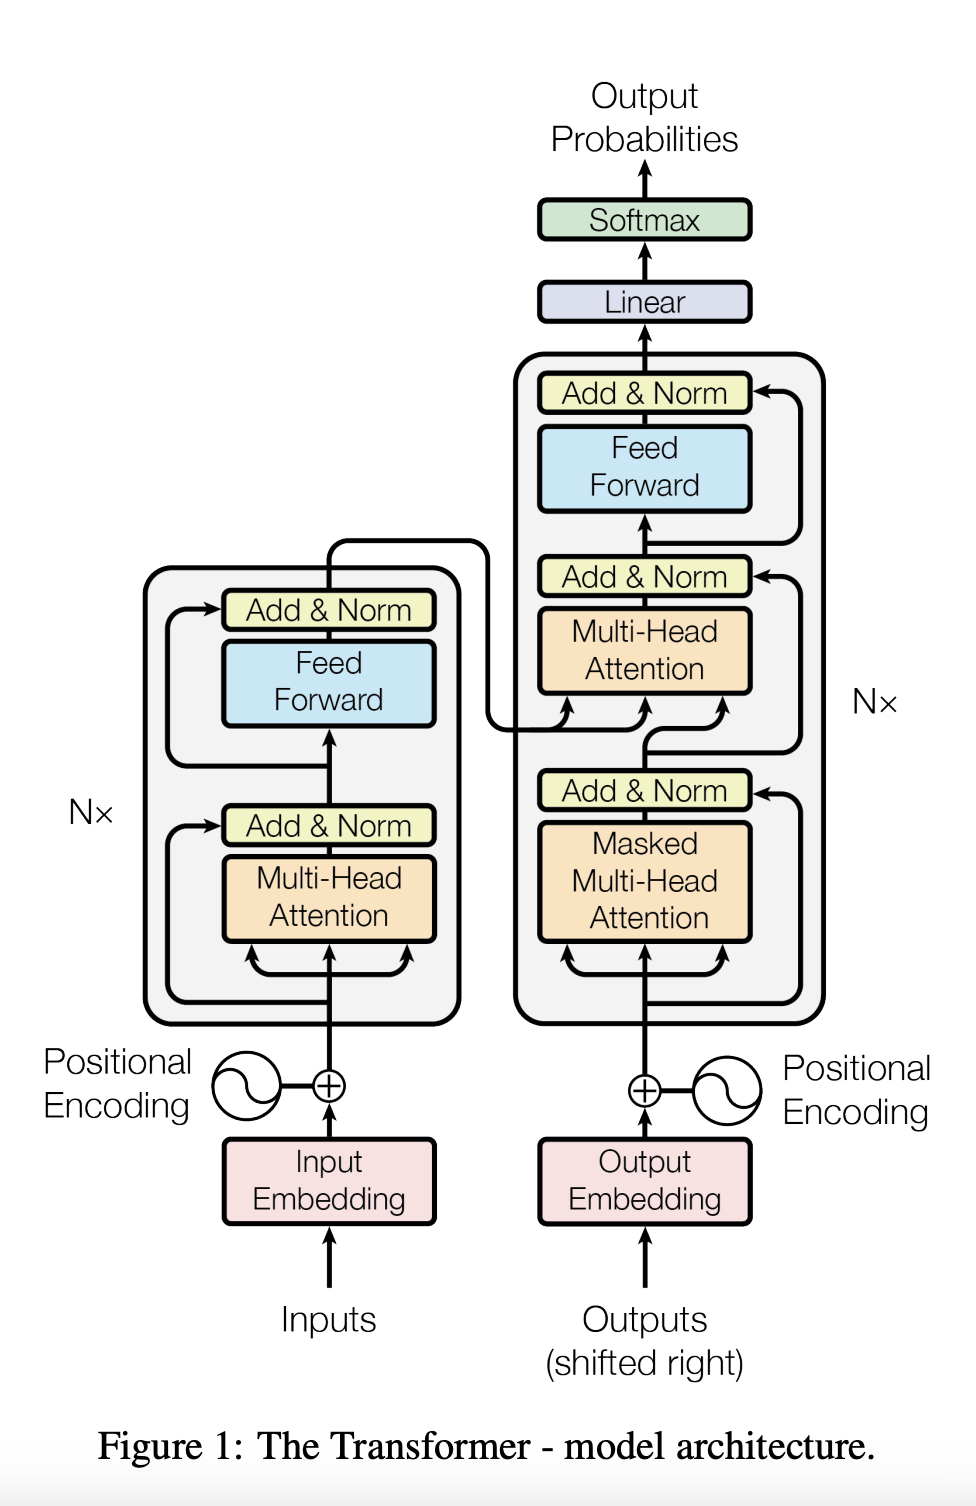 Output
Probabilities
Softmax
Linear
Add & Norm
Feed
Forward
Add & Norm
Multi-Head
Attention
Nx
Add & Norm
Masked
Multi-Head
Attention
Add & Norm
Feed
Forward
Nx
Add & Norm
Multi-Head
Attention
Positional
Encoding
Positional
Encoding
Input
Embedding
Output
Embedding
Inputs
Outputs
(shifted right)
Figure 1: The Transformer - model architecture.